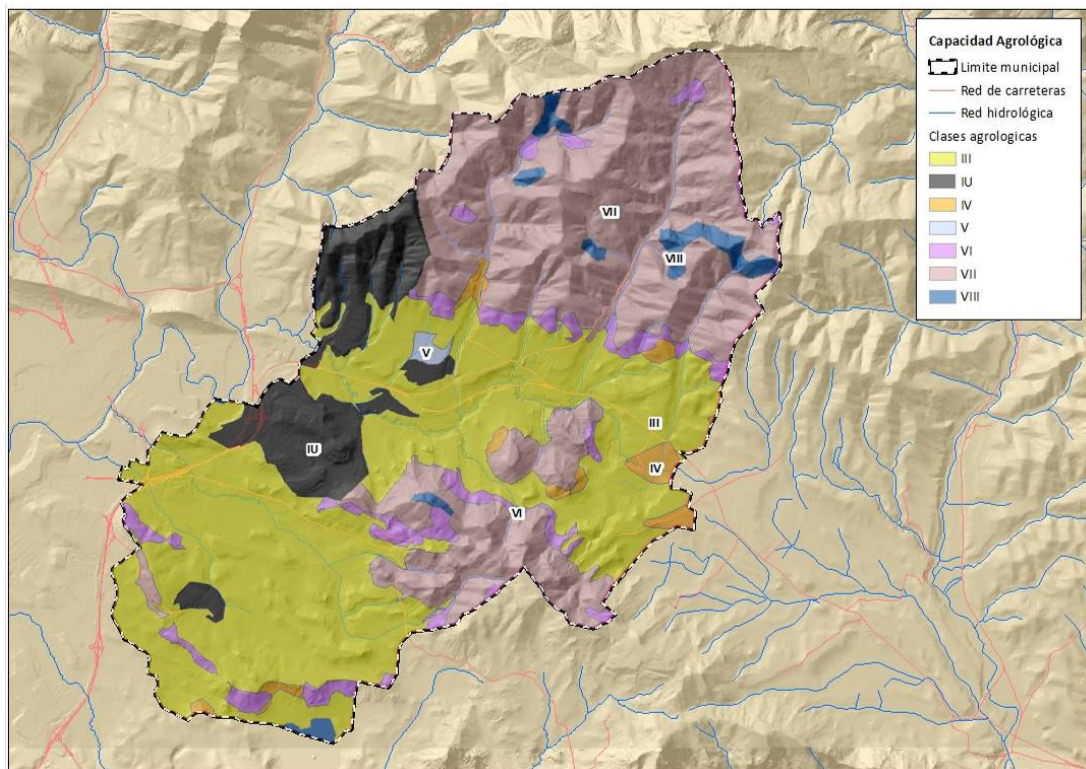 Capacidad Agrológica
Limite municipal
Red de carreteras
Red hidrológica
Clases agrologicas
III
IU
IV
V
VI
VII
VIII
VII
VIII
V
III
IU
IV
VI